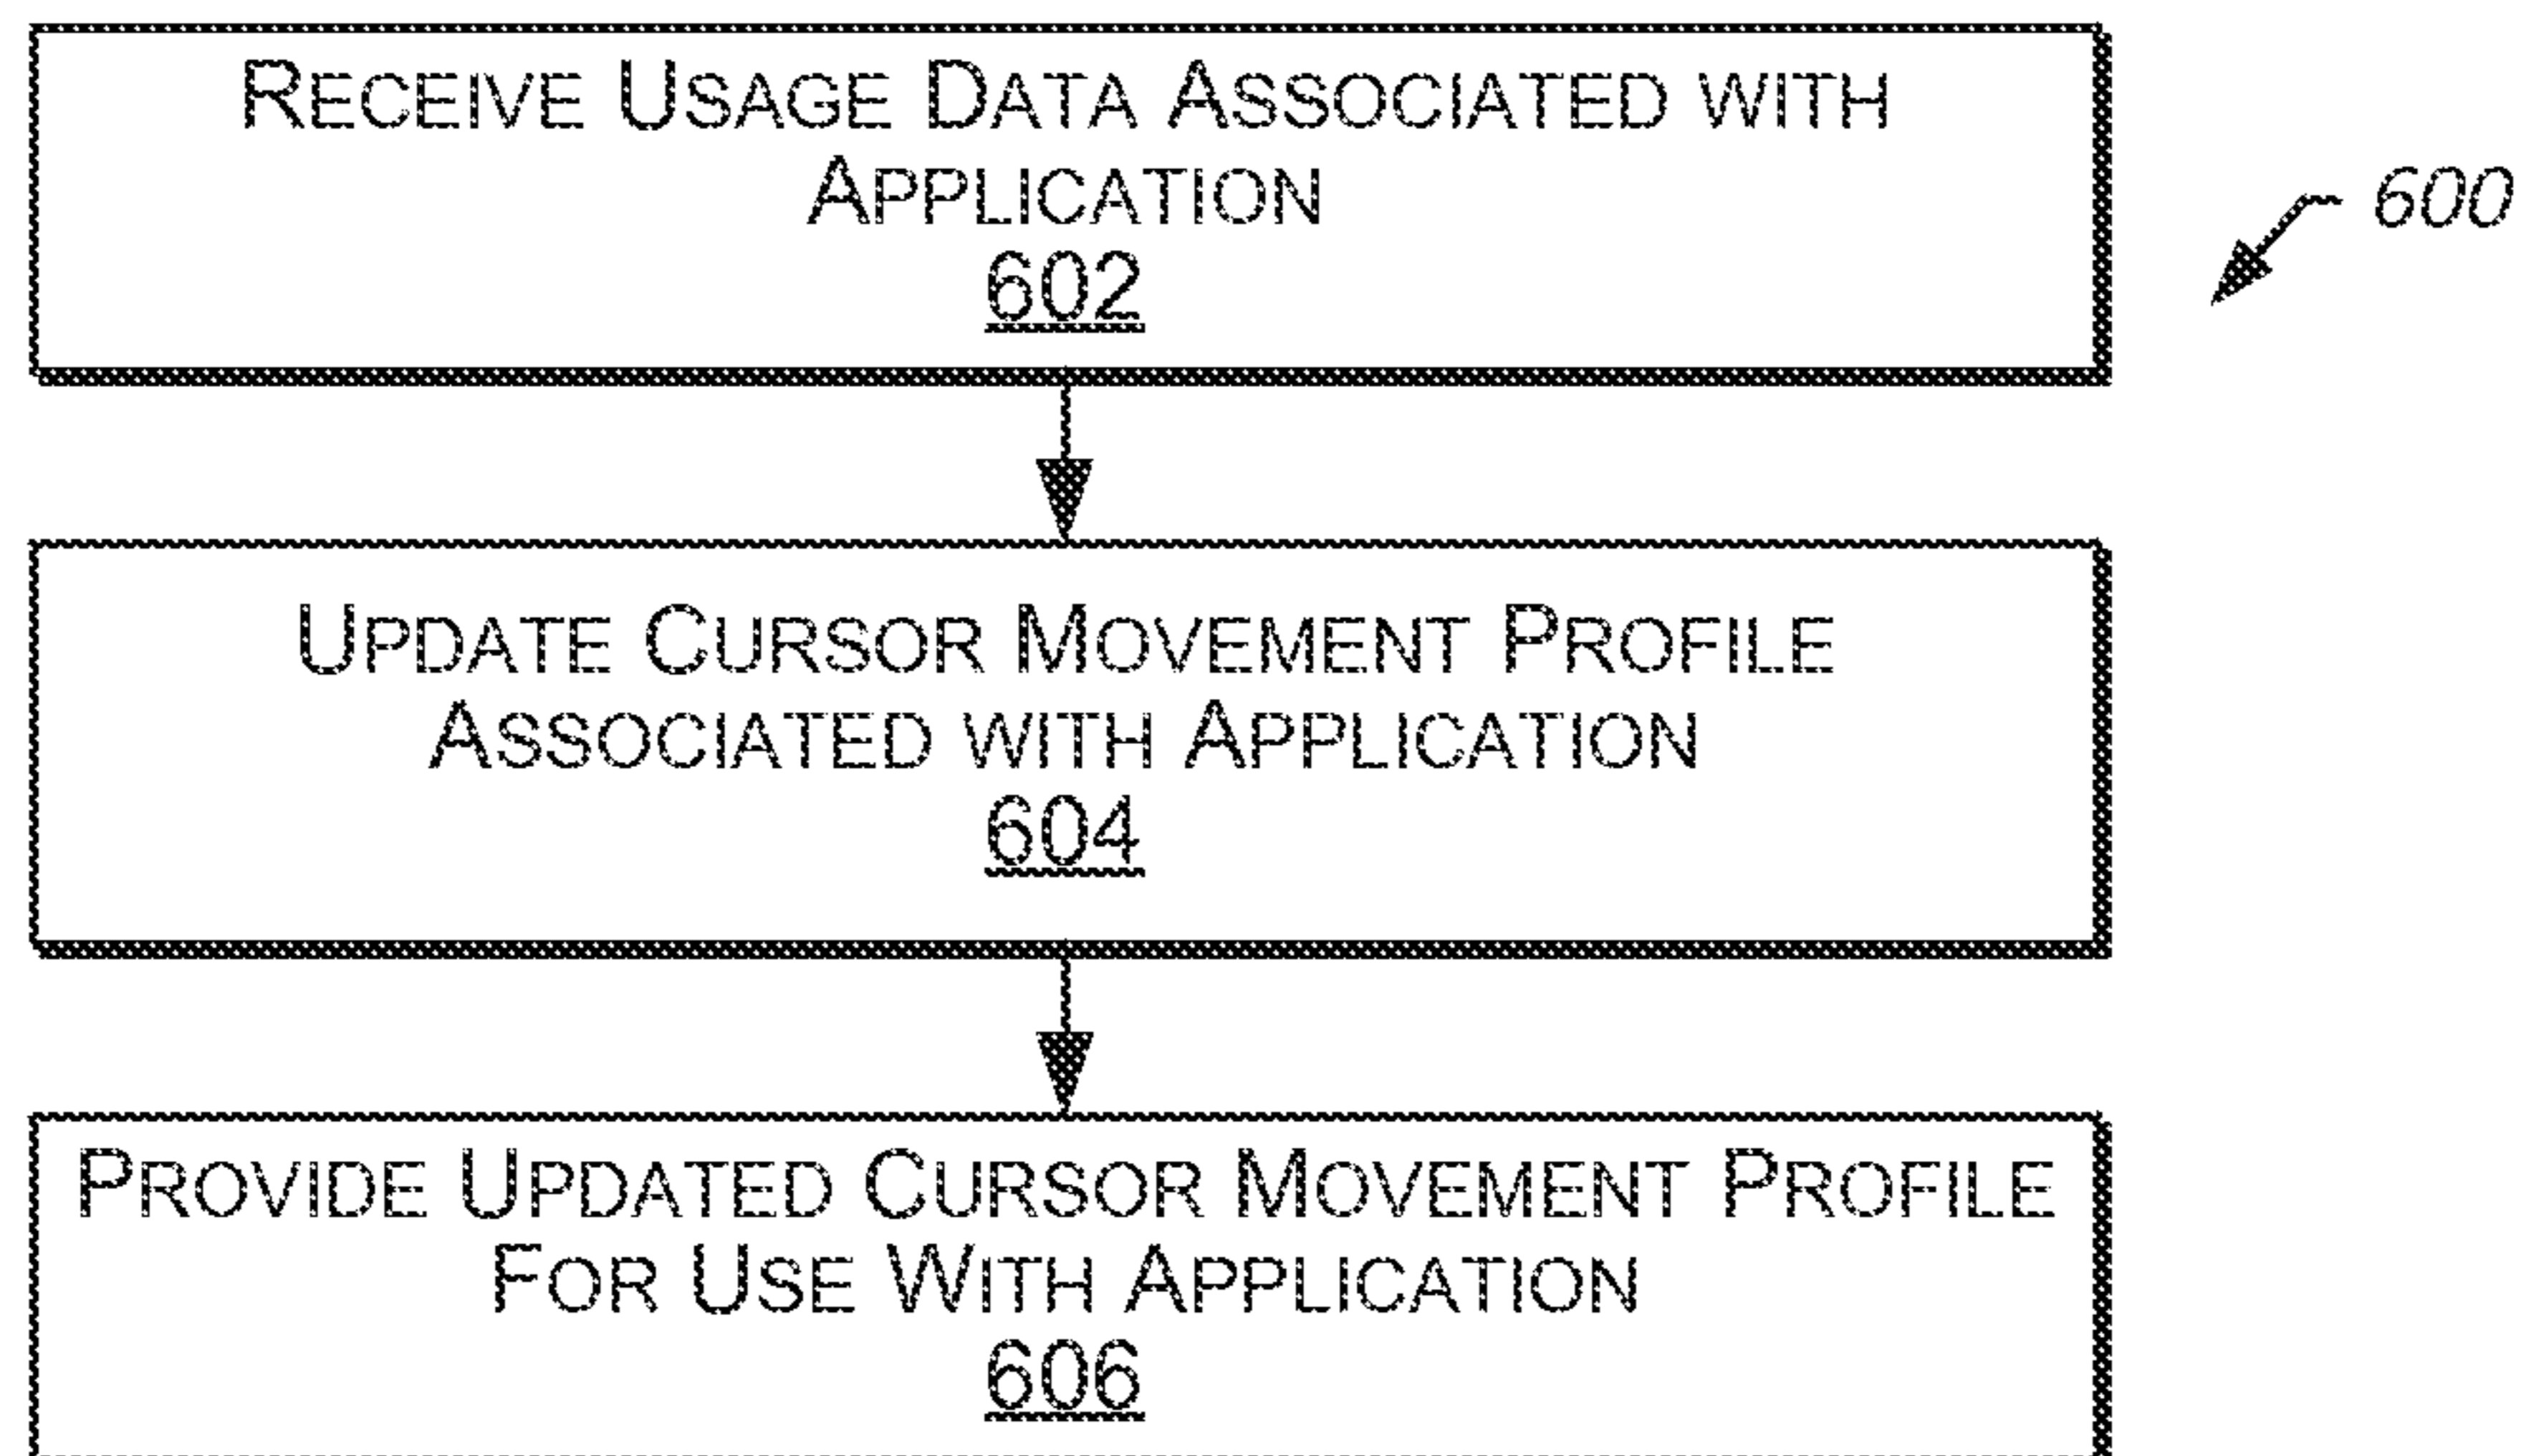 RECEIVE USAGE DATA ASSOCIATED WITH
APPLICATION
602
600
UPDATE CURSOR MOVEMENT PROFILE
ASSOCIATED WITH APPLICATION
604
PROVIDE UPDATED CURSOR MOVEMENT PROFILE
FOR USE WITH APPLICATION
606